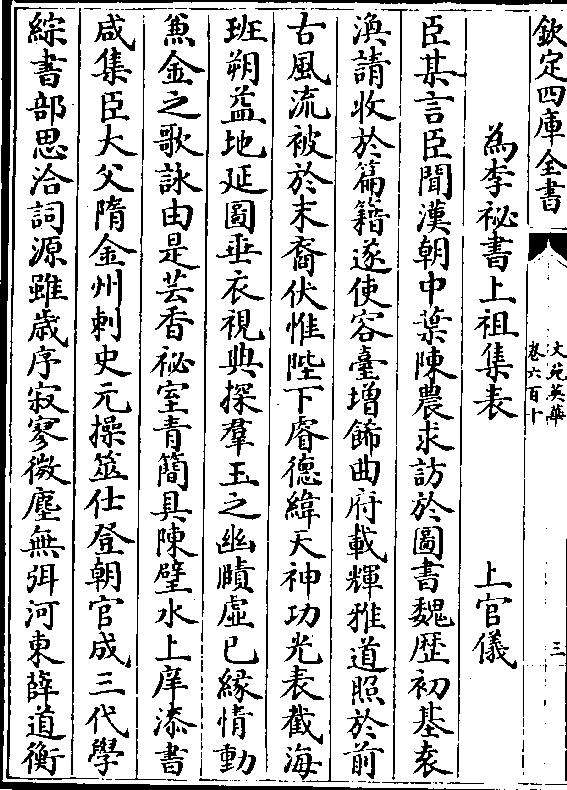 欽定四庫全書
文苑英華
卷六百十
三
為李祕書上祖集表　上官儀
臣某言臣聞漢朝中葉陳農求訪於圖書魏歴初基袁
渙請收於篇籍遂使容臺增飾曲府載輝雅道照於前
古風流被於末裔伏惟陛下睿德緯天神功光表截海
班朔益地延圖垂衣視典探羣玉之幽賾虛已緣情動
兼金之歌詠由是芸香祕室青簡具陳壁水上庠漆書
咸集臣大父隋金州刺史元操筮仕登朝官成三代學
綜書部思洽詞源雖歳序寂寥微塵無弭河東薛道衡